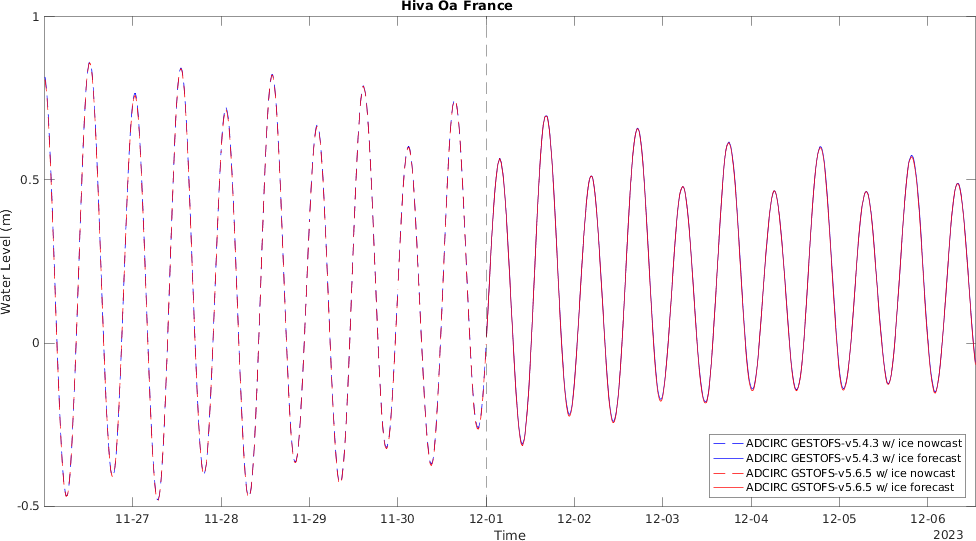 Hiva Oa France
1
0.5
0
-0.5
Water Level (m)
11-27 11-28 11-29 11-30 12-01 12-02 12-03 12-04 12-05 12-06
Time
2023
ADCIRC GESTOFS-v5.4.3 w/ ice nowcast
ADCIRC GESTOFS-v5.4.3 w/ ice forecast
ADCIRC GSTOFS-v5.6.5 w/ ice nowcast
ADCIRC GSTOFS-v5.6.5 w/ ice forecast